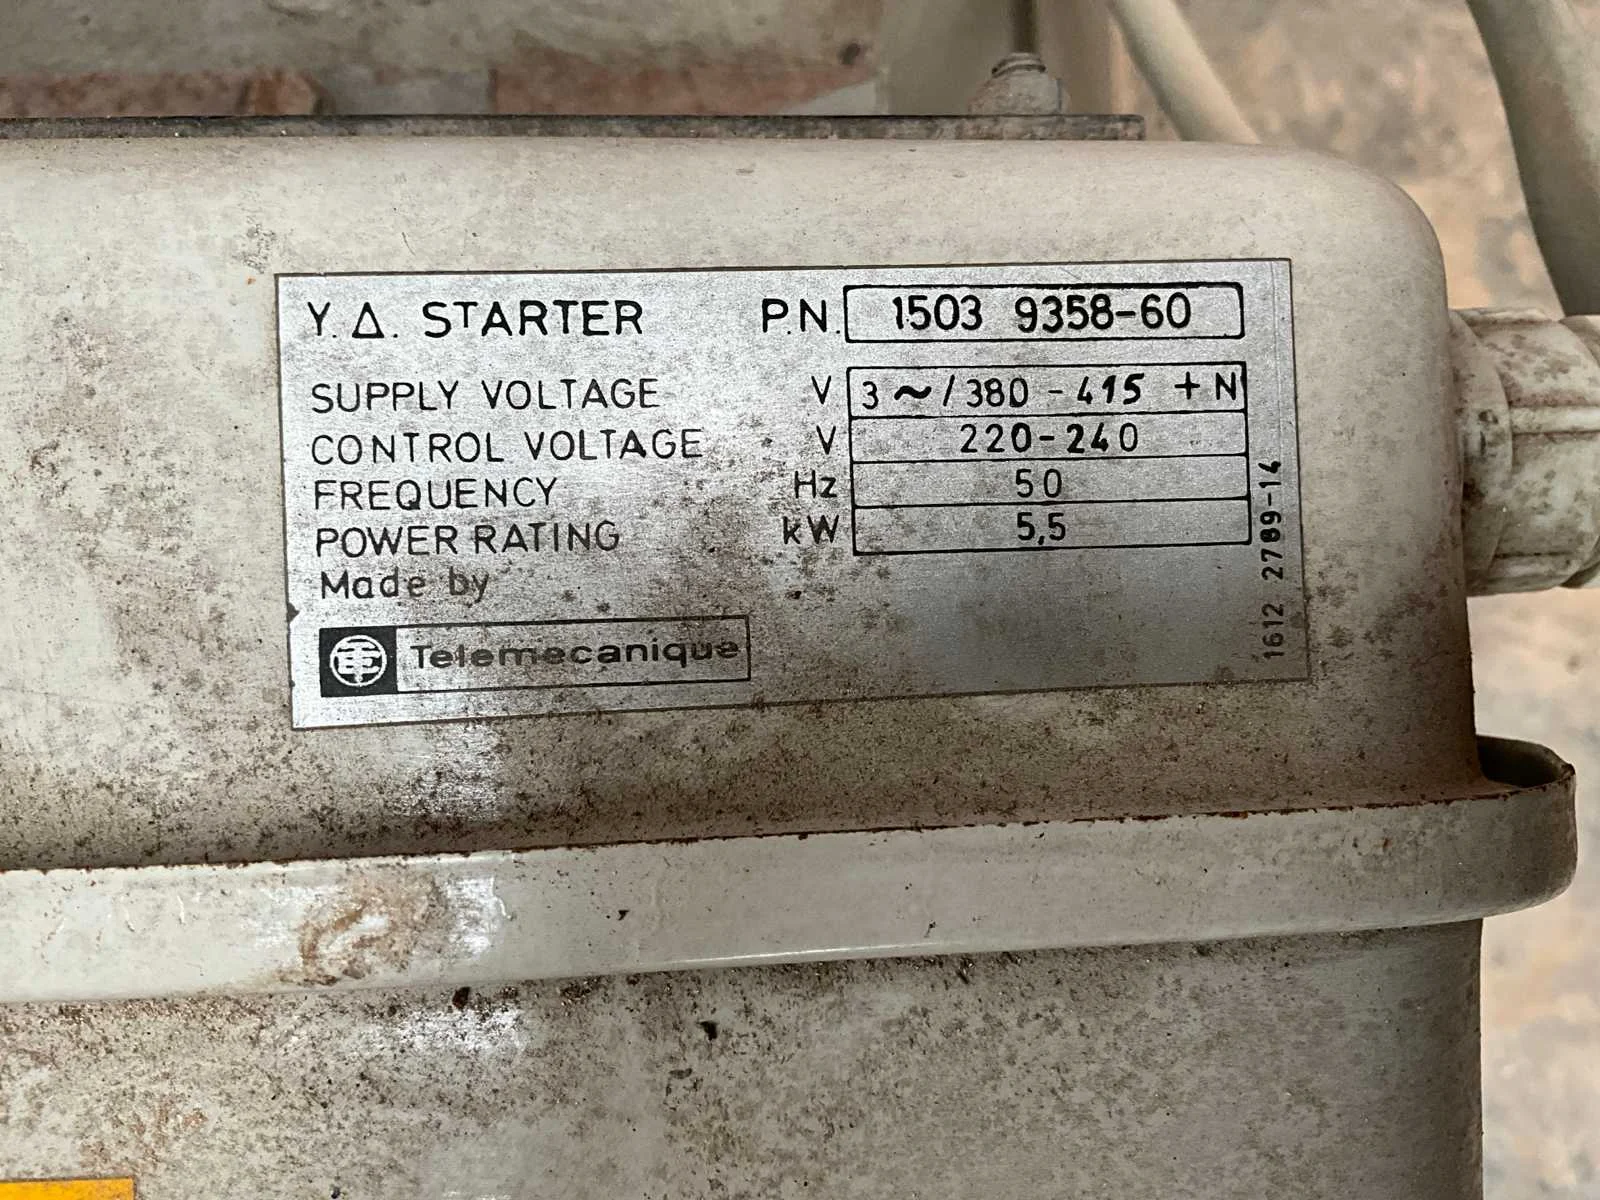 Y.Δ. STARTER P.N. 1503 9358-60
SUPPLY VOLTAGE V 3~/380-415 +N
CONTROL VOLTAGE V 220-240
FREQUENCY Hz 50
POWER RATING kW 5,5
Made by
Telemecanique
1612 2789-14